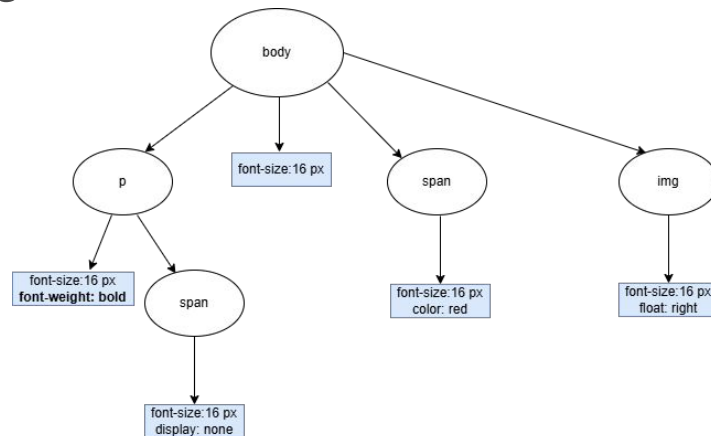 body
p
font-size:16 px
span
img
font-size:16 px
font-weight: bold
span
font-size:16 px
color: red
font-size:16 px
float: right
font-size:16 px
display: none